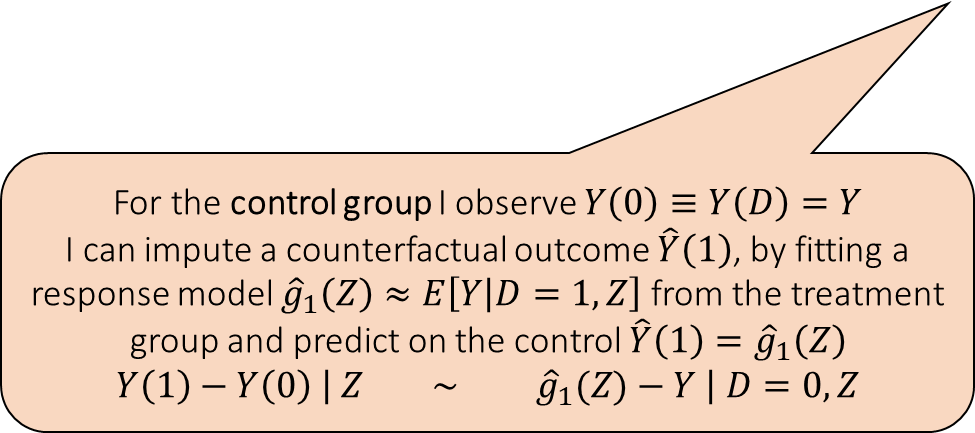 For the control group I observe Y(0) ≡ Y(D) = Y
I can impute a counterfactual outcome Ŷ(1), by fitting a
response model ĝ₁(Z) ≈ E[Y|D = 1, Z] from the treatment
group and predict on the control Ŷ(1) = ĝ₁(Z)
Y(1) − Y(0) | Z ~ ĝ₁(Z) − Y | D = 0, Z